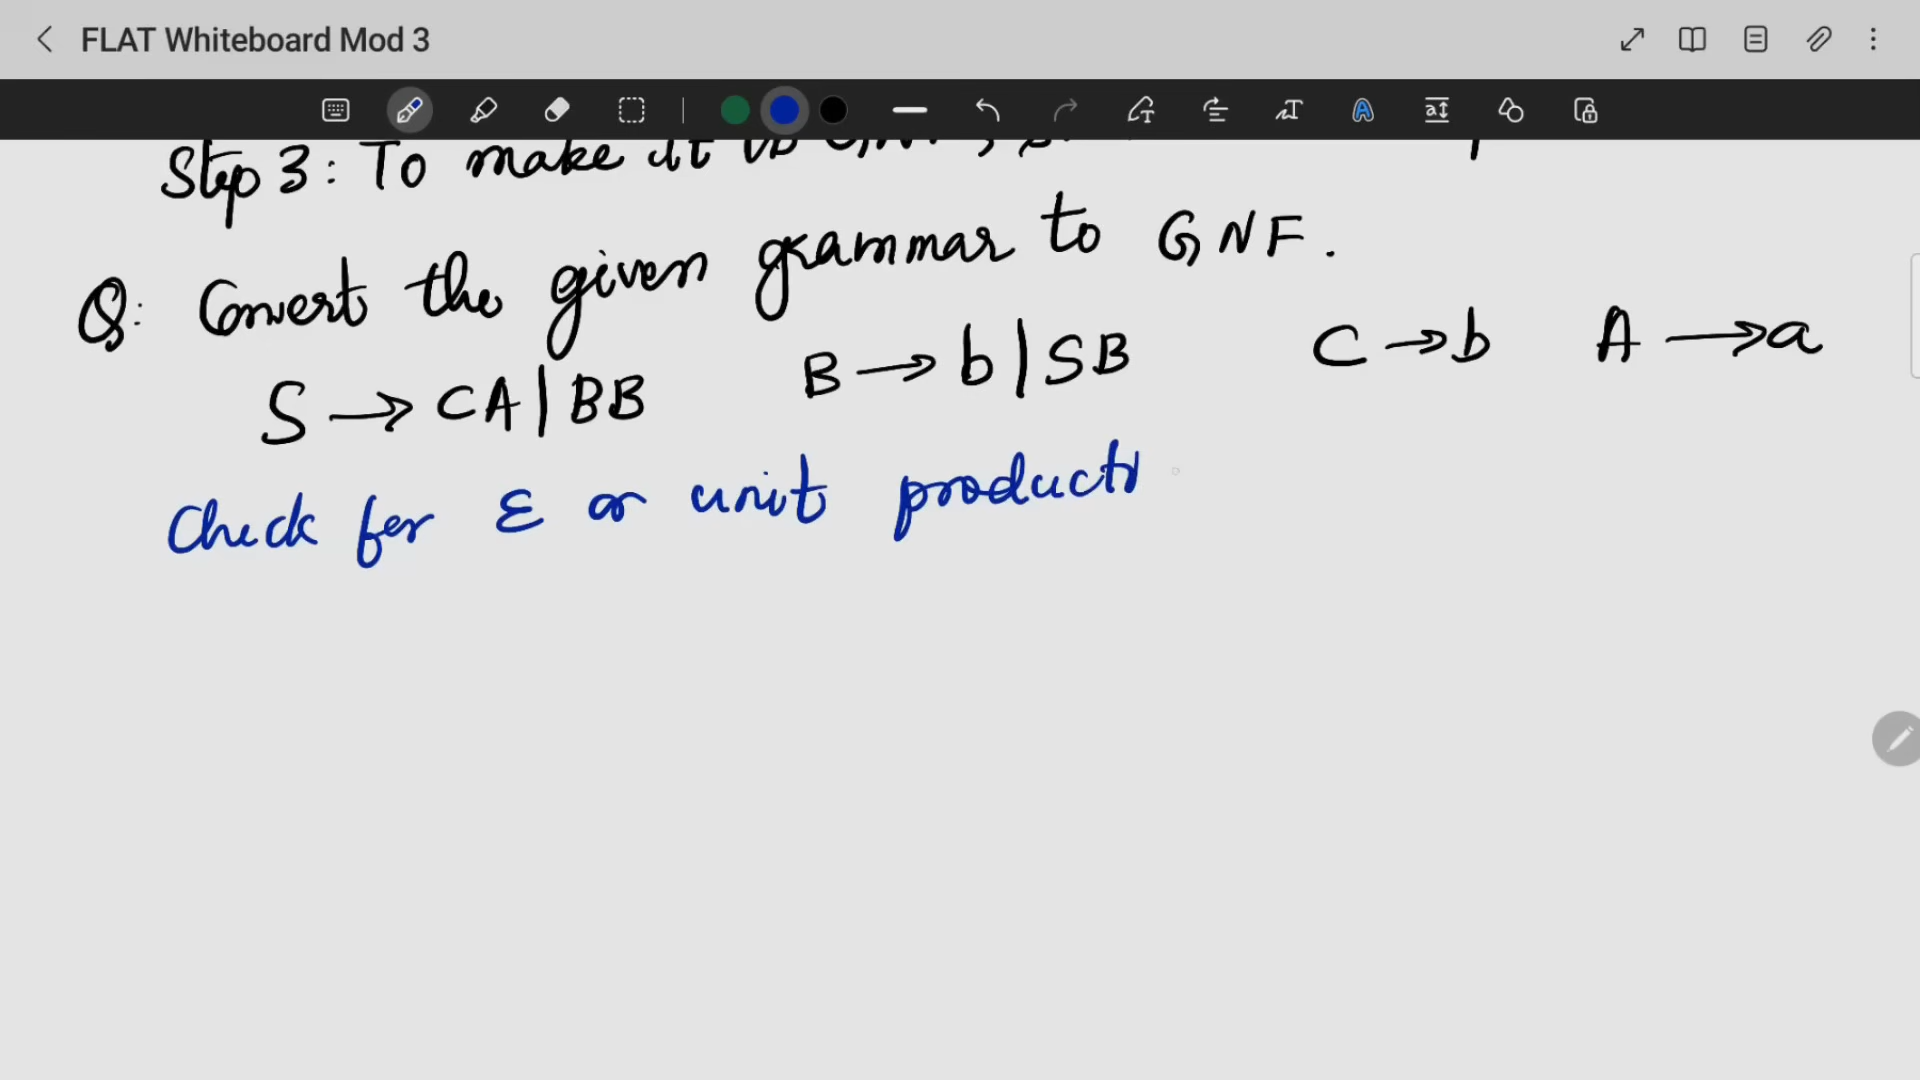 FLAT Whiteboard Mod 3
Step 3: To make it
Q: Convert the given grammar to GNF.
S → CA | BB B → b | SB C → b A → a
Check for ε or unit producti